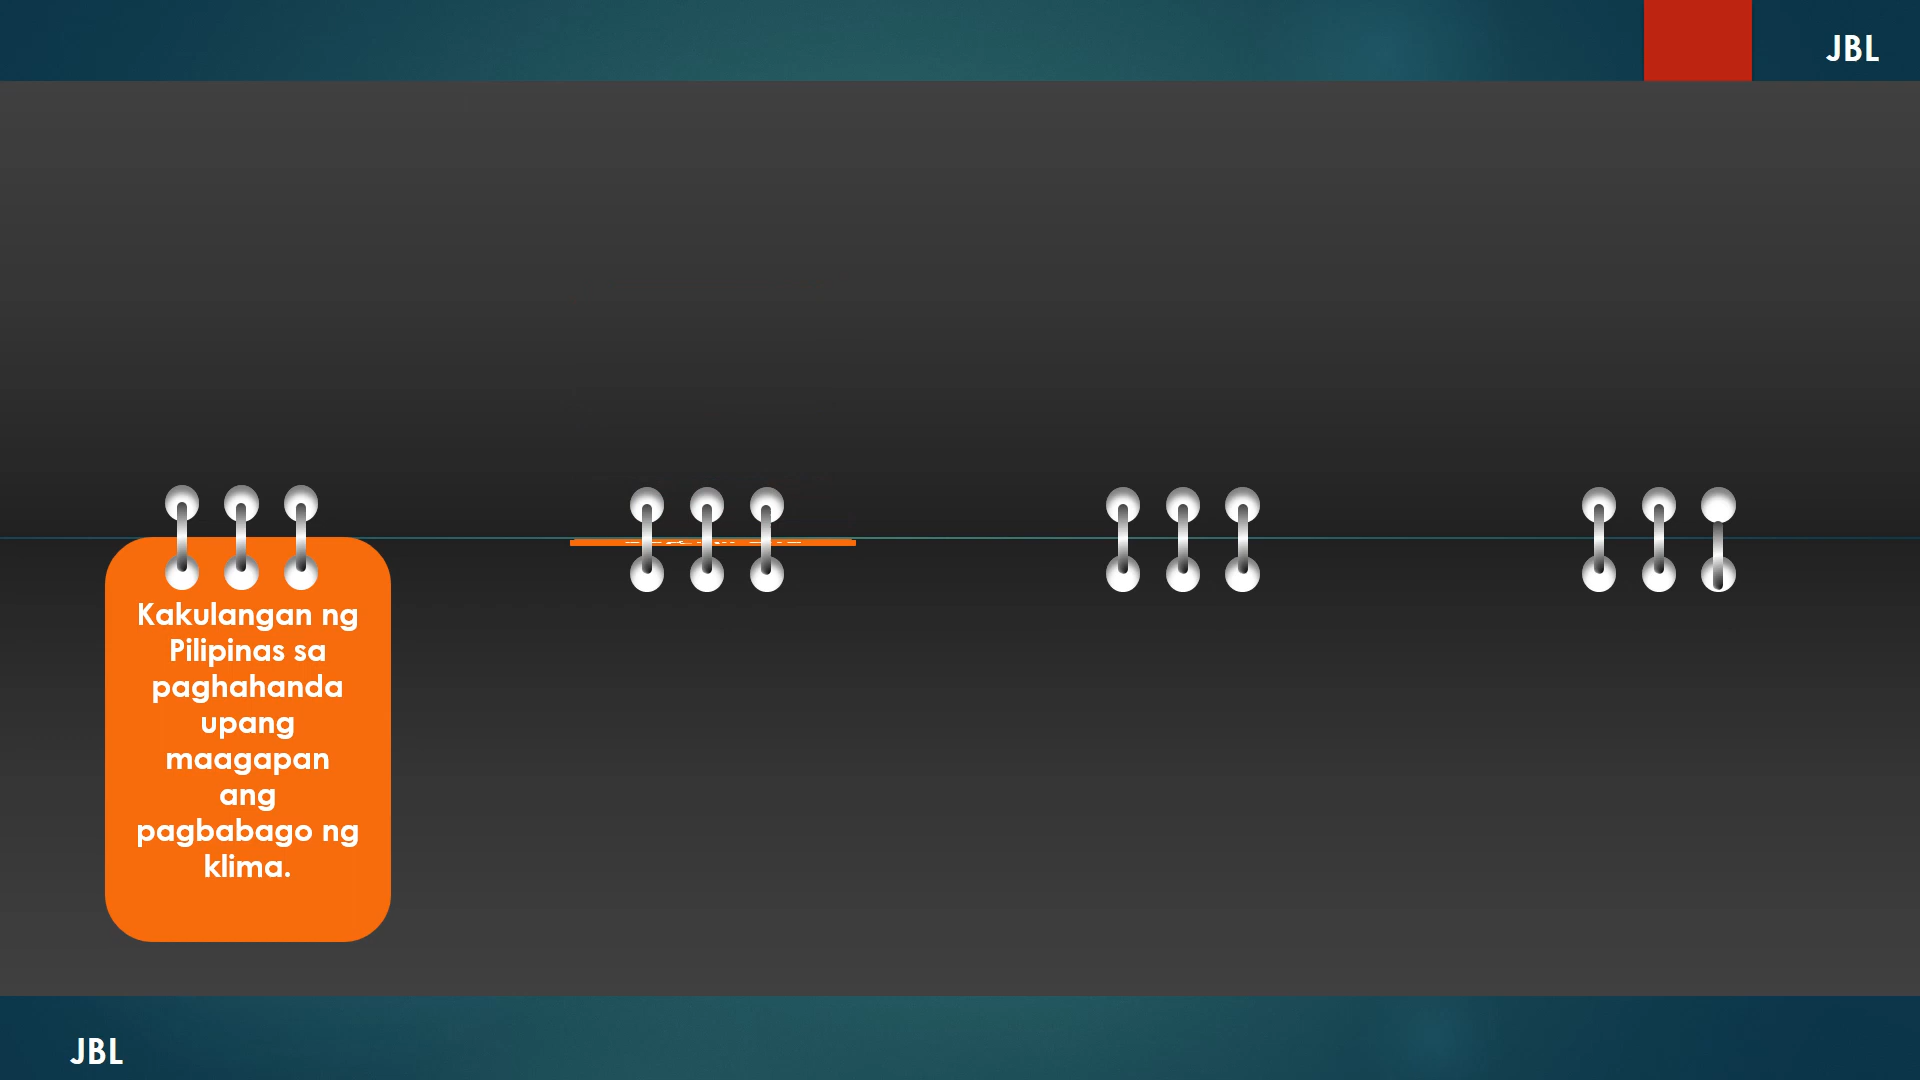 JBL
Kakulangan ng
Pilipinas sa
paghahanda
upang
maagapan
ang
pagbabago ng
klima.
JBL